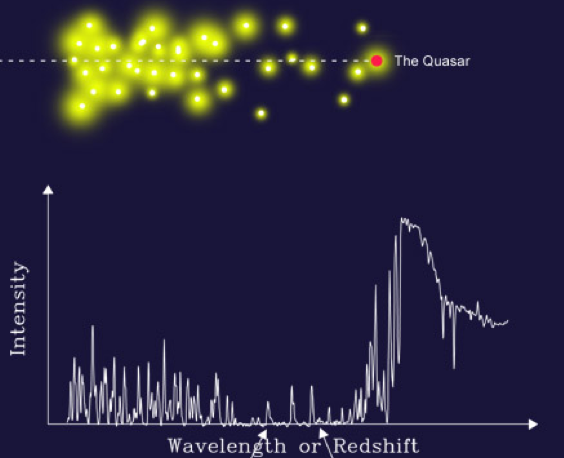 The Quasar
Intensity
Wavelength or Redshift